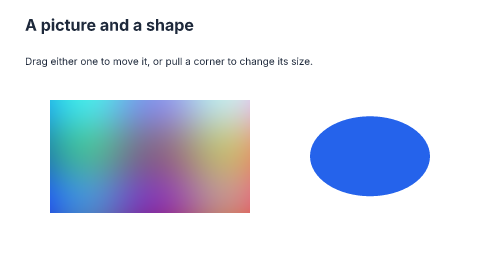 A picture and a shape
Drag either one to move it, or pull a corner to change its size.